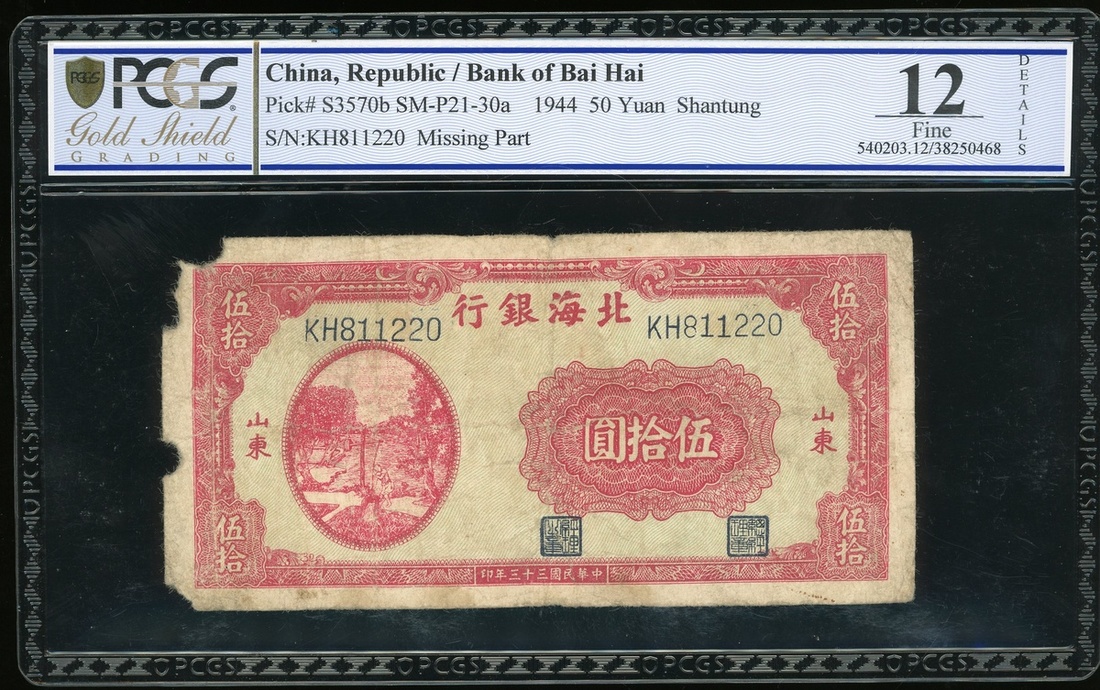 PCGS
PCGS
Gold Shield
GRADING
China, Republic / Bank of Bai Hai
Pick# S3570b SM-P21-30a 1944 50 Yuan Shantung
S/N:KH811220 Missing Part
12
Fine
540203.12/38250468
DETAILS
行銀海北
KH811220
KH811220
伍拾
伍拾
山東
山東
圓拾伍
伍拾
伍拾
印年三十三國民華中